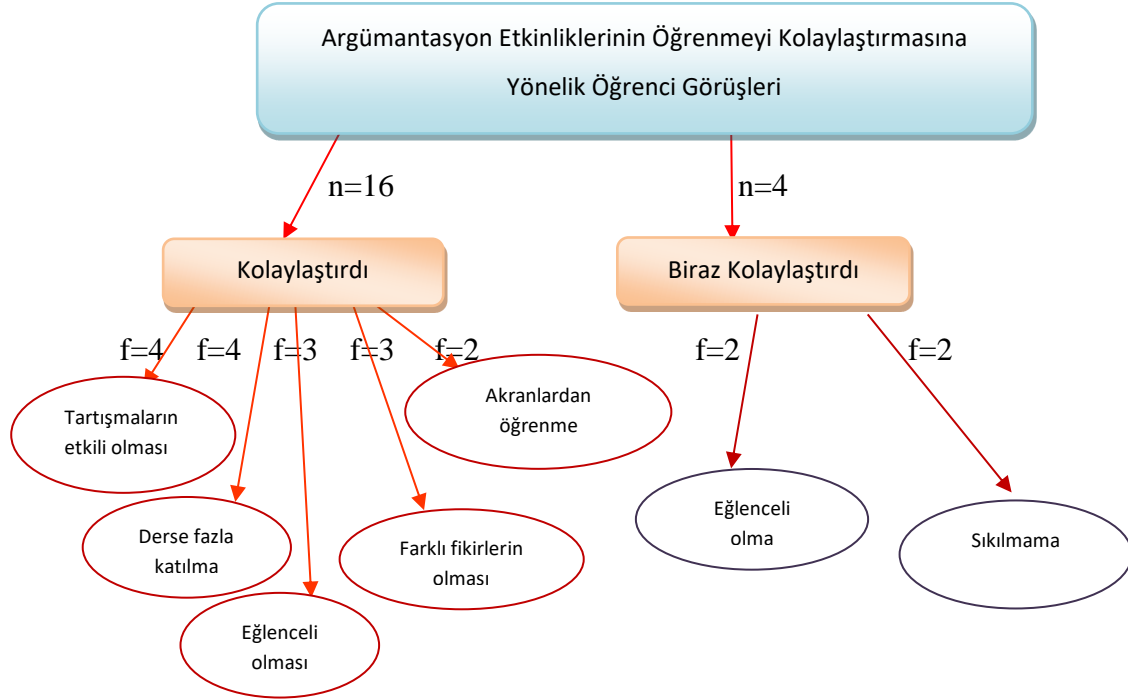 Argümantasyon Etkinliklerinin Öğrenmeyi Kolaylaştırmasına
Yönelik Öğrenci Görüşleri
n=16
n=4
Kolaylaştırdı
Biraz Kolaylaştırdı
f=4
f=4
f=3
f=3
f=2
f=2
f=2
Tartışmaların
etkili olması
Akranlardan
öğrenme
Derse fazla
katılma
Farklı fikirlerin
olması
Eğlenceli
olması
Eğlenceli
olma
Sıkılmama